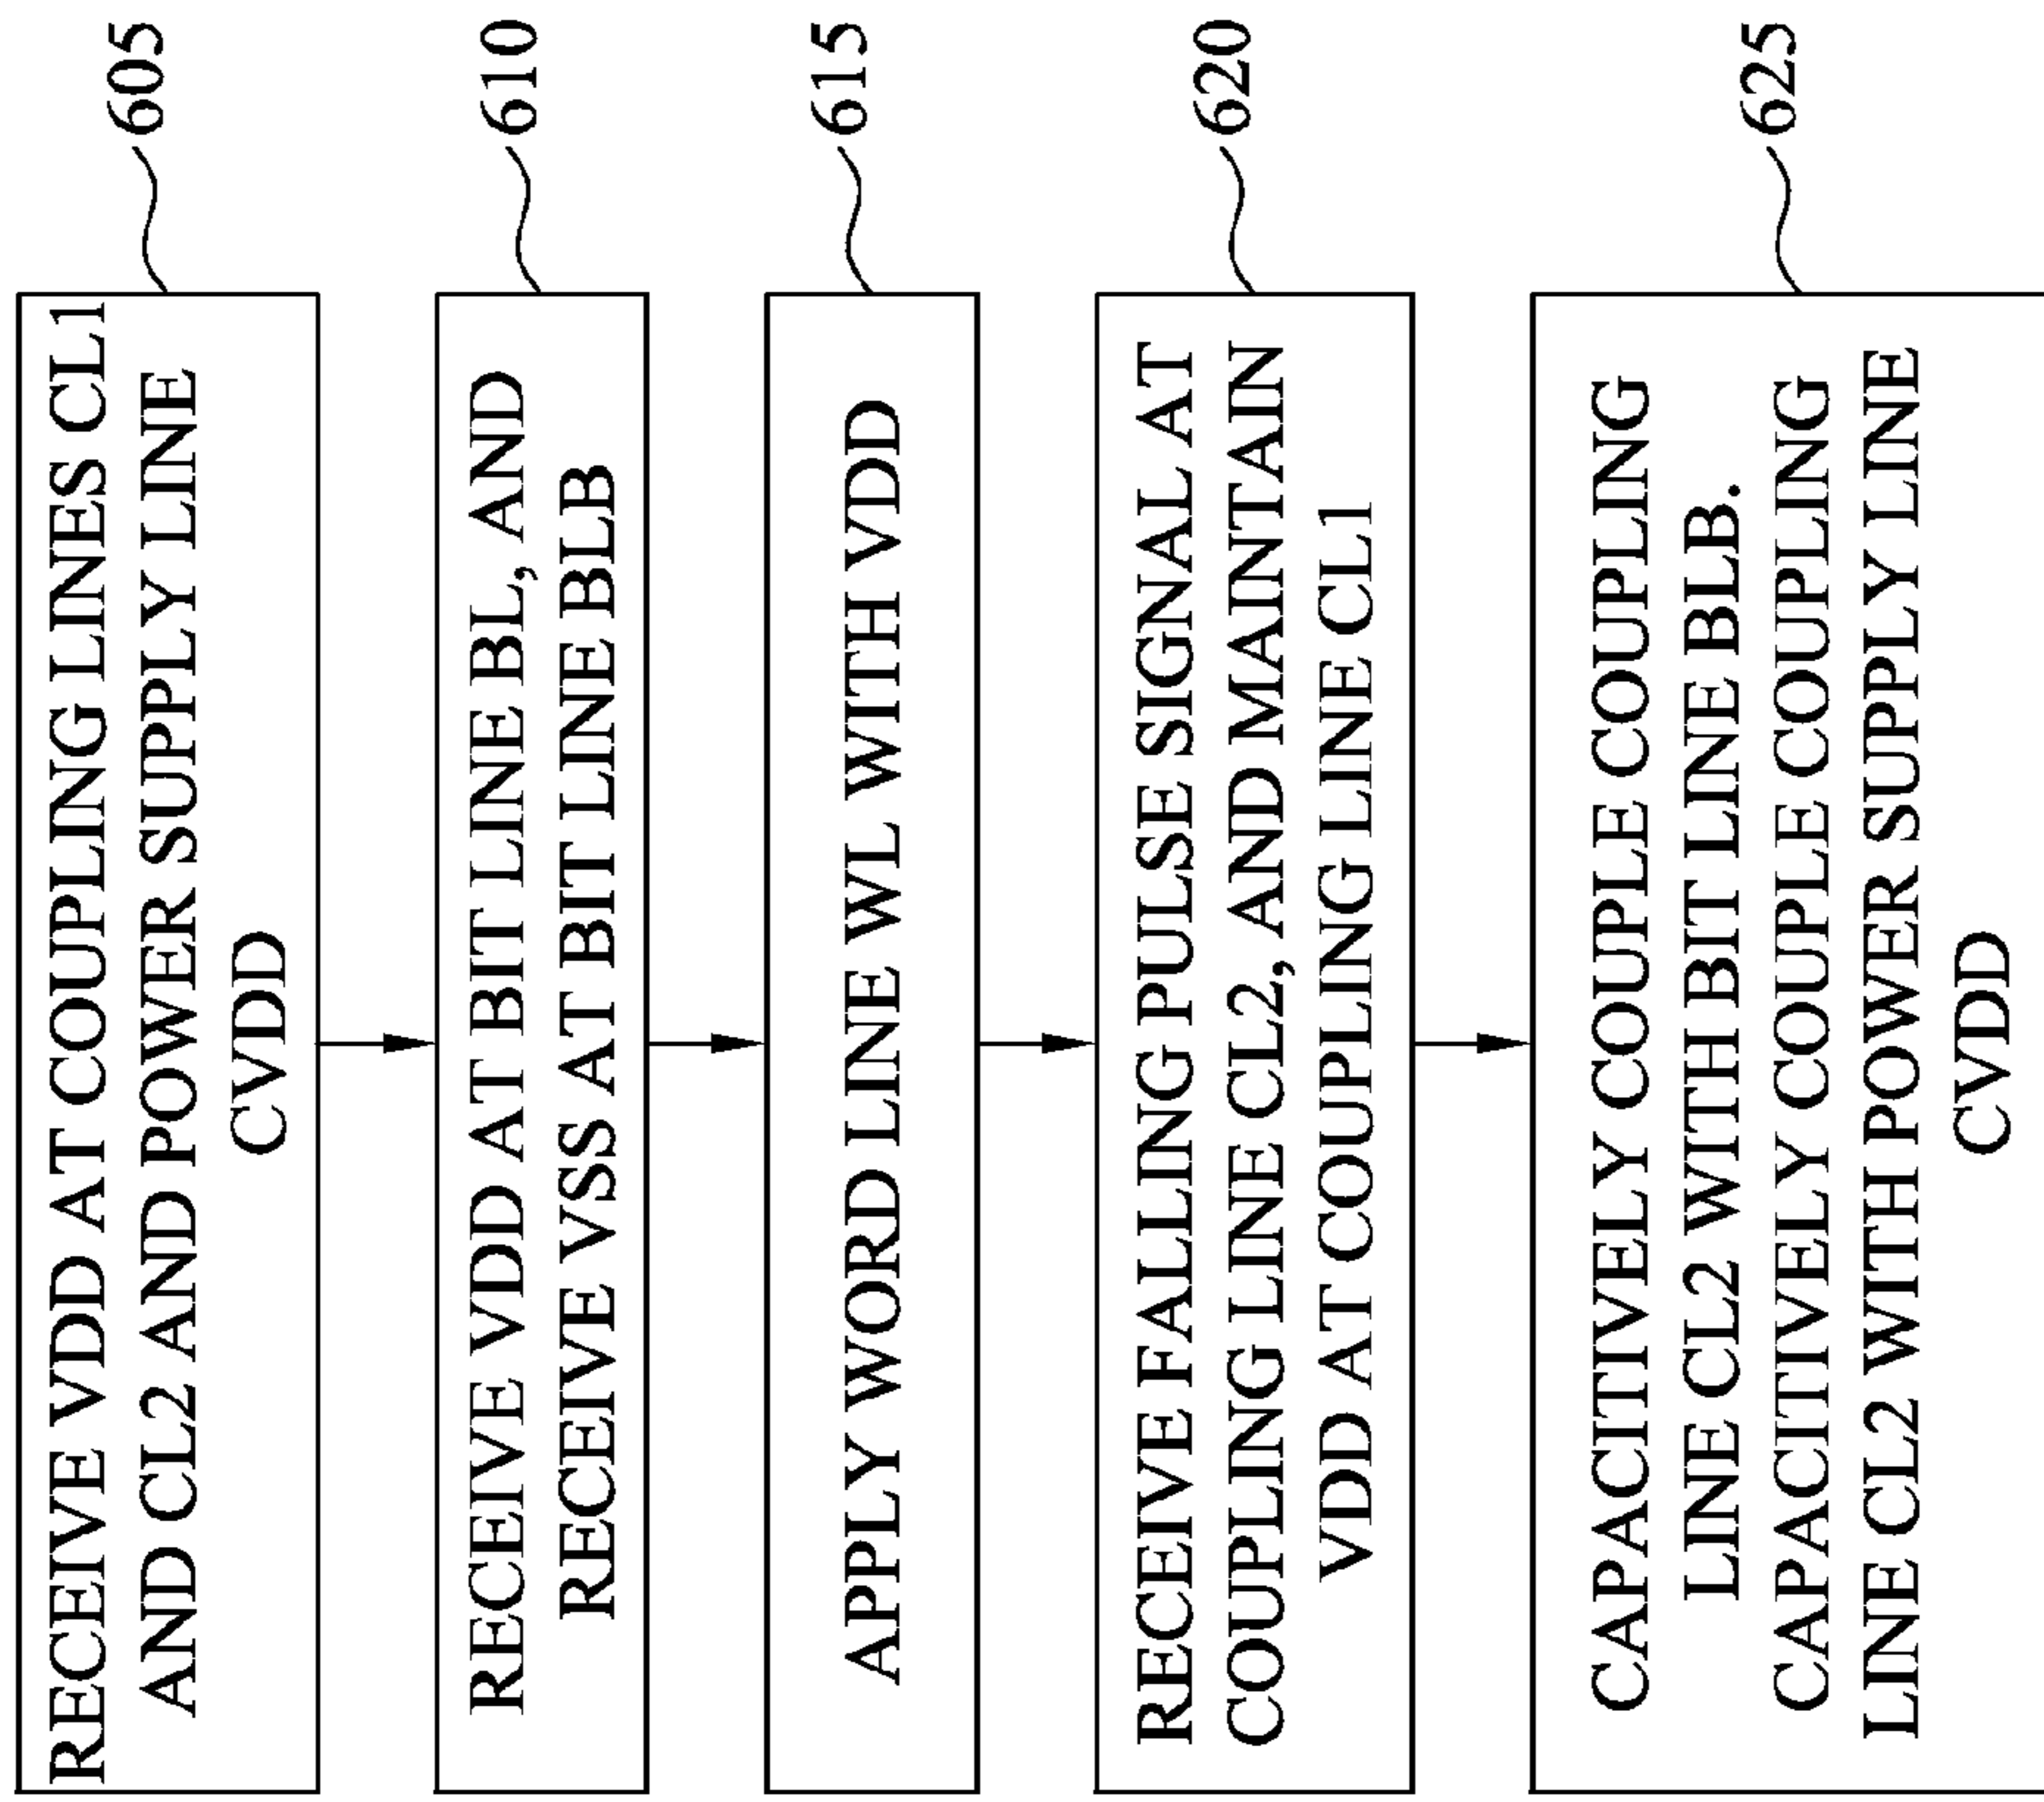 RECEIVE VDD AT COUPLING LINES CL1
AND CL2 AND POWER SUPPLY LINE
CVDD
605
RECEIVE VDD AT BIT LINE BL, AND
RECEIVE VSS AT BIT LINE BLB
610
APPLY WORD LINE WL WITH VDD
615
RECEIVE FALLING PULSE SIGNAL AT
COUPLING LINE CL2, AND MAINTAIN
VDD AT COUPLING LINE CL1
620
CAPACITIVELY COUPLE COUPLING
LINE CL2 WITH BIT LINE BLB.
CAPACITIVELY COUPLE COUPLING
LINE CL2 WITH POWER SUPPLY LINE
CVDD
625